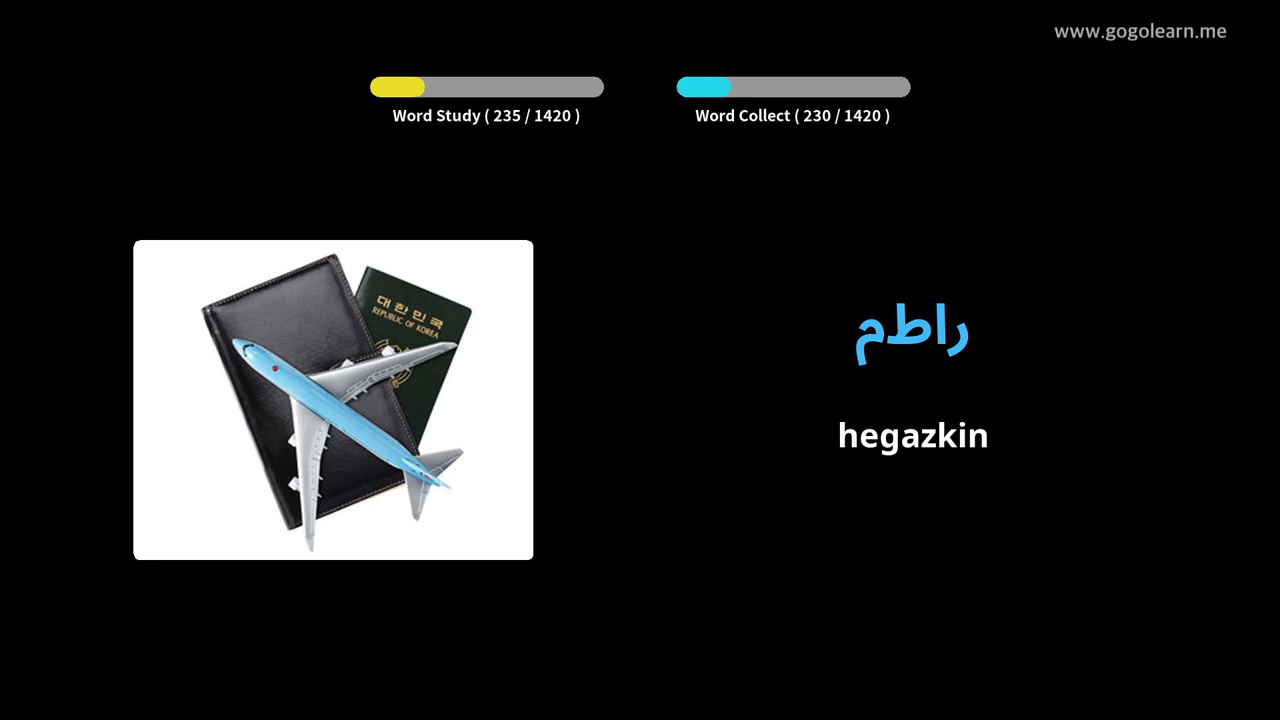 www.gogolearn.me
Word Study ( 235 / 1420 )
Word Collect ( 230 / 1420 )
대한민국
REPUBLIC OF KOREA
راطم
hegazkin